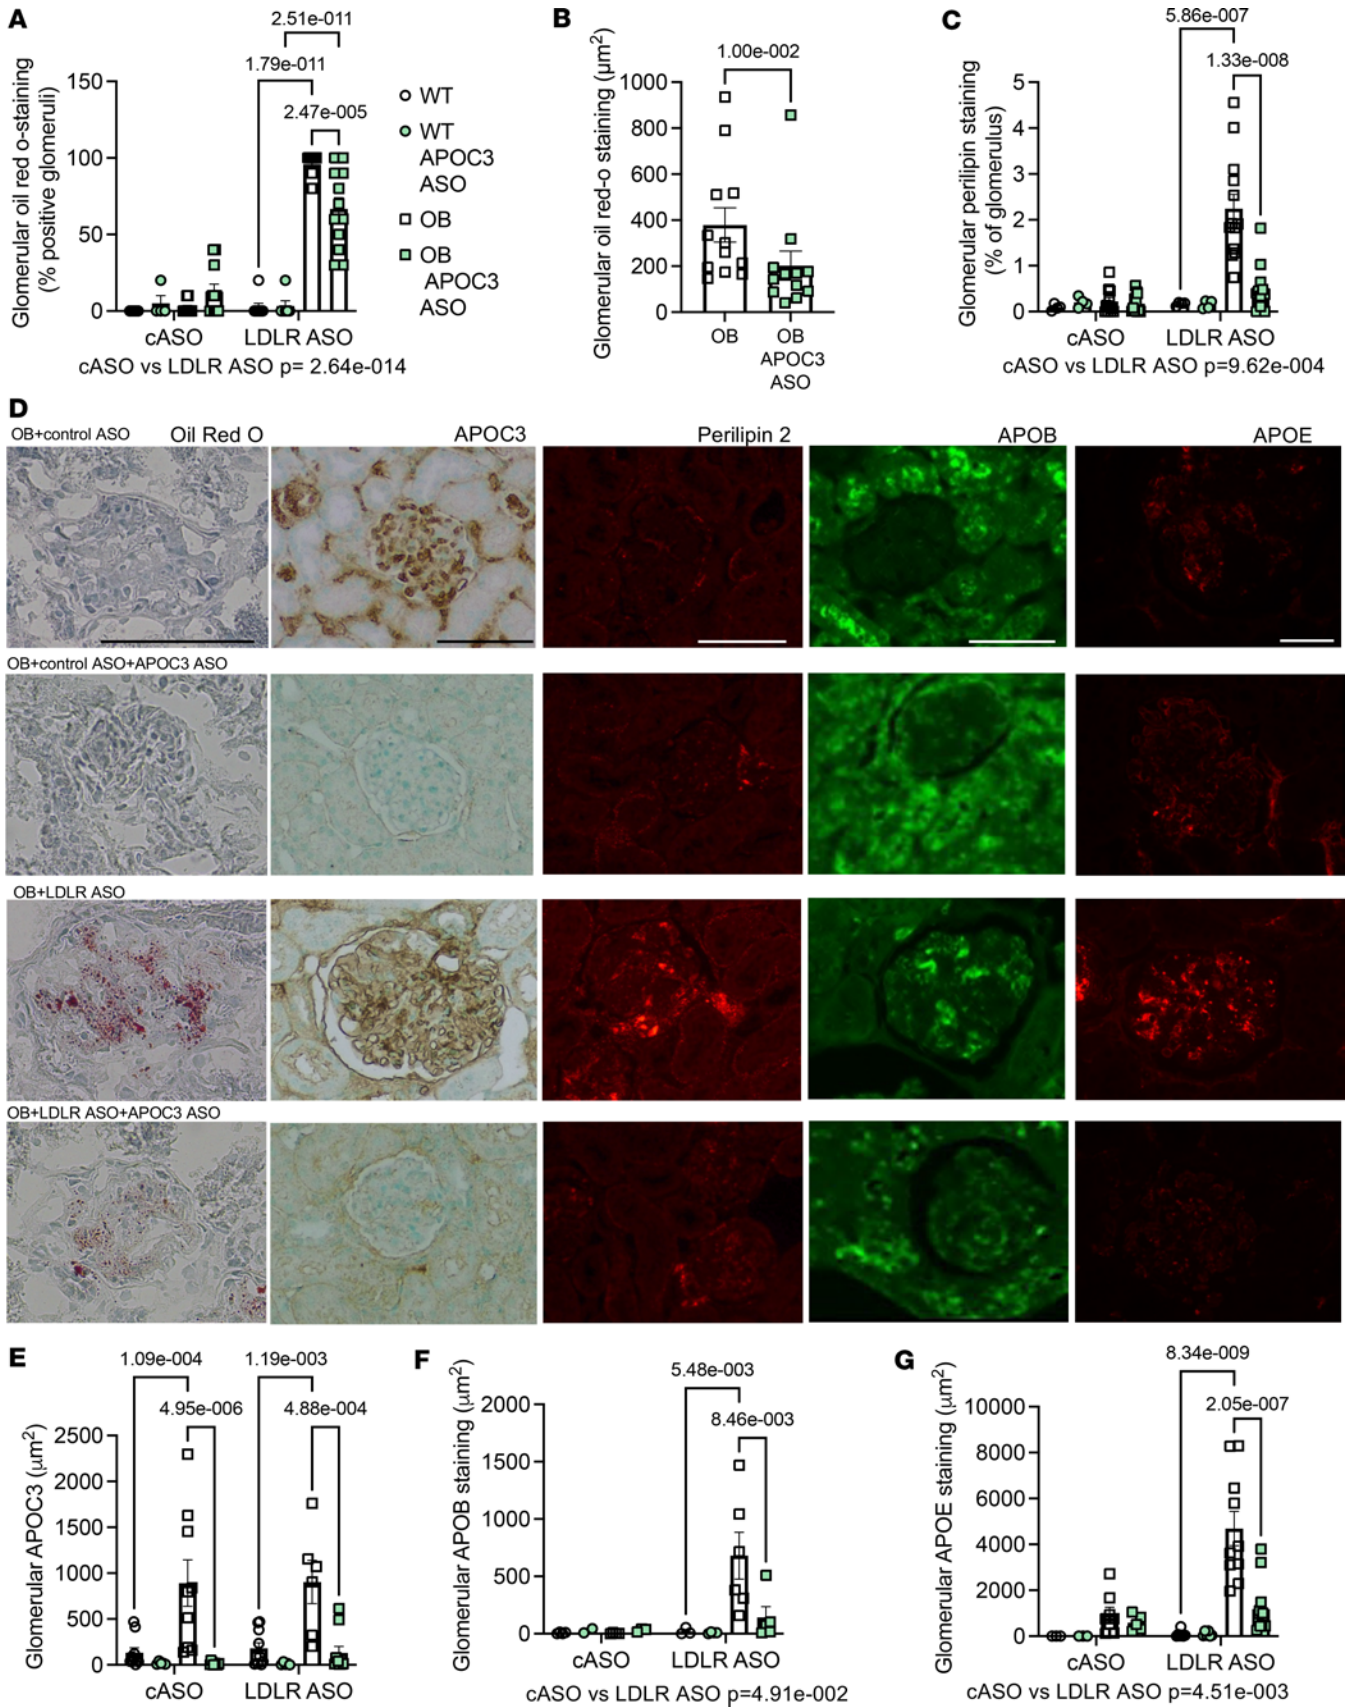 A
2.51e-011
1.79e-011
2.47e-005
Glomerular oil red o-staining
(% positive glomeruli)
150
100
50
0
cASO
LDLR ASO
cASO vs LDLR ASO p= 2.64e-014
WT
WT
APOC3
ASO
OB
OB
APOC3
ASO
B
1.00e-002
Glomerular oil red-o staining (μm2)
1000
800
600
400
200
0
OB
OB
APOC3
ASO
C
5.86e-007
1.33e-008
Glomerular perilipin staining
(% of glomerulus)
5
4
3
2
1
0
cASO
LDLR ASO
cASO vs LDLR ASO p=9.62e-004
D
OB+control ASO
Oil Red O
APOC3
Perilipin 2
APOB
APOE
OB+control ASO+APOC3 ASO
OB+LDLR ASO
OB+LDLR ASO+APOC3 ASO
E
1.09e-004
1.19e-003
4.95e-006
4.88e-004
Glomerular APOC3 (μm2)
2500
2000
1500
1000
500
0
cASO
LDLR ASO
F
5.48e-003
8.46e-003
Glomerular APOB staining (μm2)
2000
1500
1000
500
0
cASO
LDLR ASO
cASO vs LDLR ASO p=4.91e-002
G
8.34e-009
2.05e-007
Glomerular APOE staining (μm2)
10000
8000
6000
4000
2000
0
cASO
LDLR ASO
cASO vs LDLR ASO p=4.51e-003